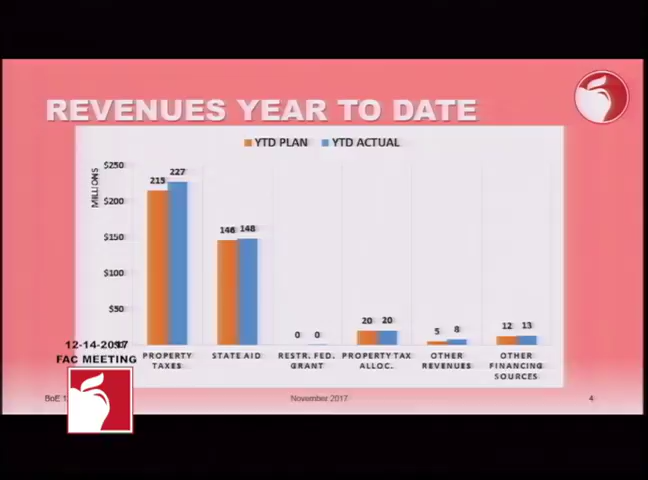 REVENUES YEAR TO DATE
YTD PLAN YTD ACTUAL
MILLIONS
$250
$200
$150
$100
$50
215 227
146 148
0 0
20 20
5 8
12 13
PROPERTY TAXES
STATE AID
RESTR. FED. GRANT
PROPERTY TAX ALLOC.
OTHER REVENUES
OTHER FINANCING SOURCES
12-14-2017
FAC MEETING
BoE
November 2017
4